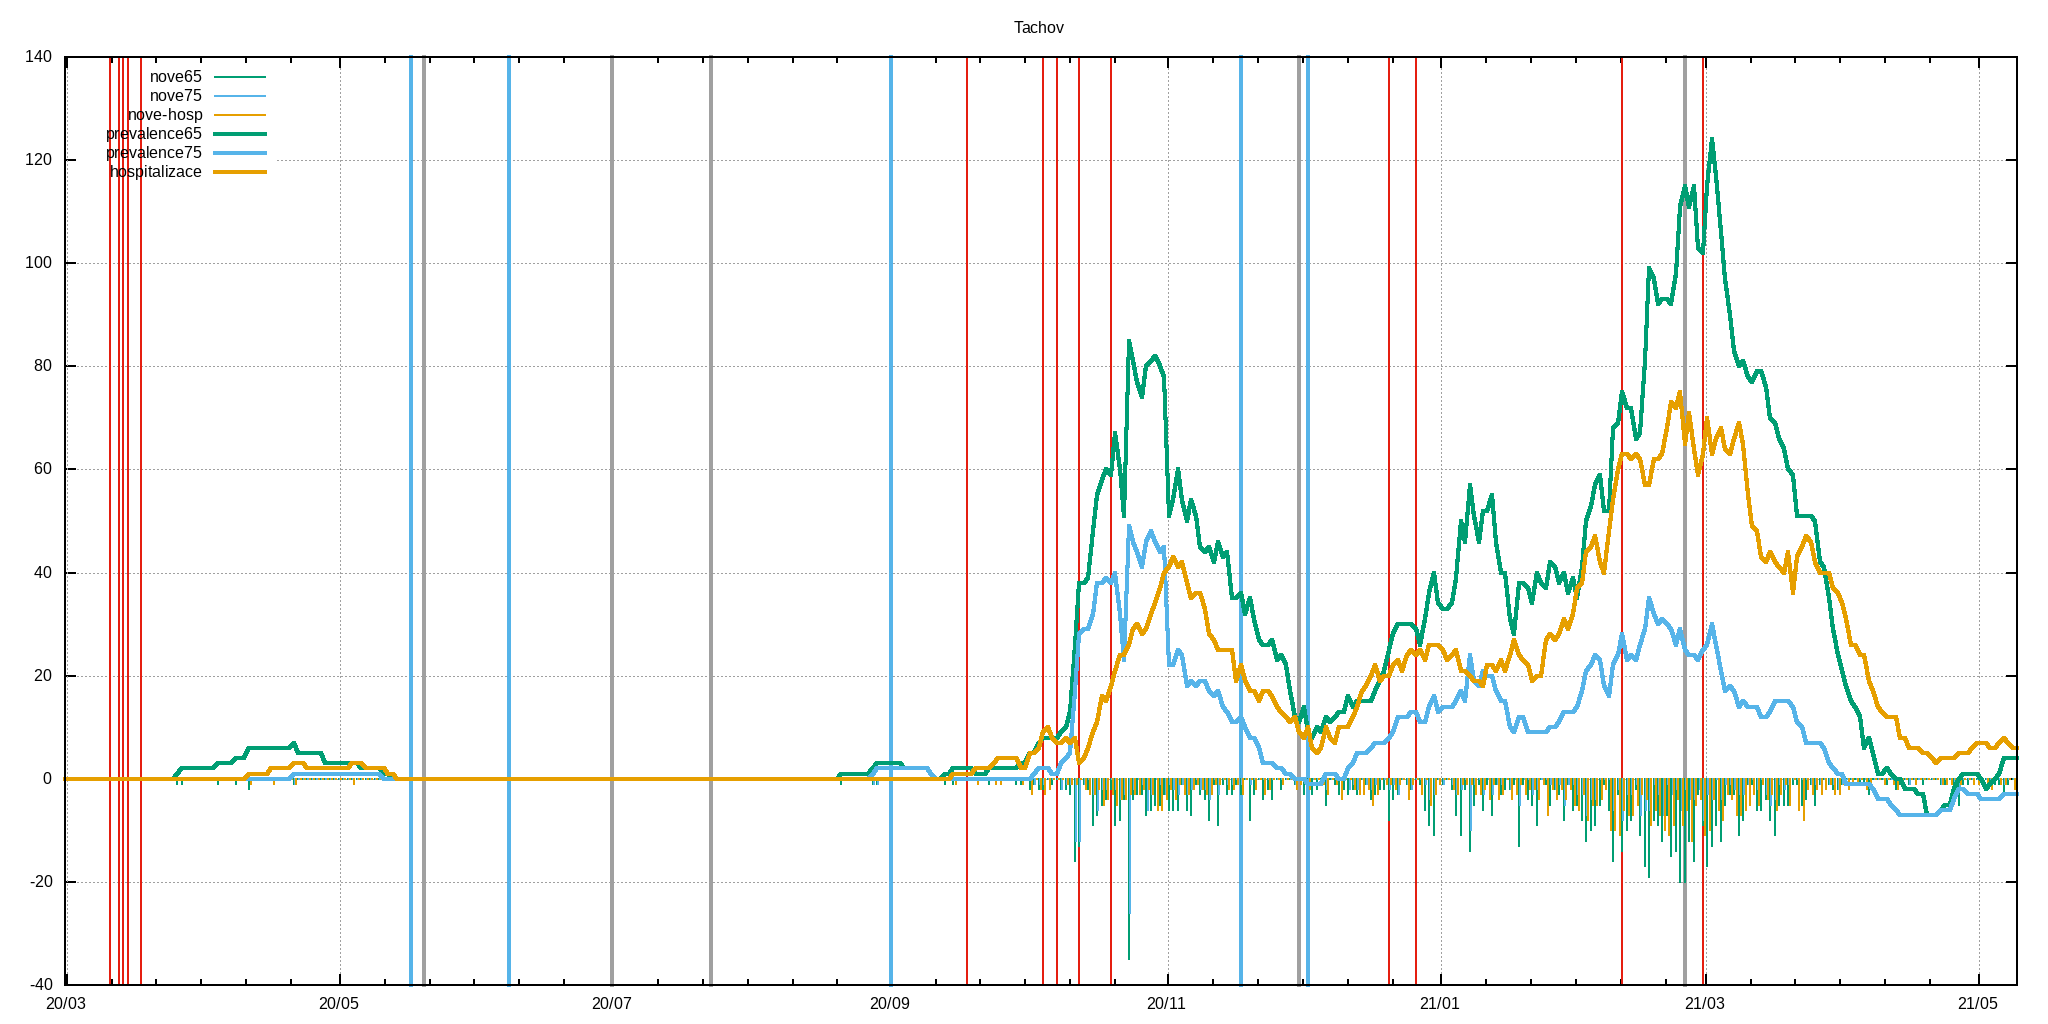 Tachov
140
120
100
80
60
40
20
0
-20
-40
nove65
nove75
nove-hosp
prevalence65
prevalence75
hospitalizace
20/03 20/05 20/07 20/09 20/11 21/01 21/03 21/05